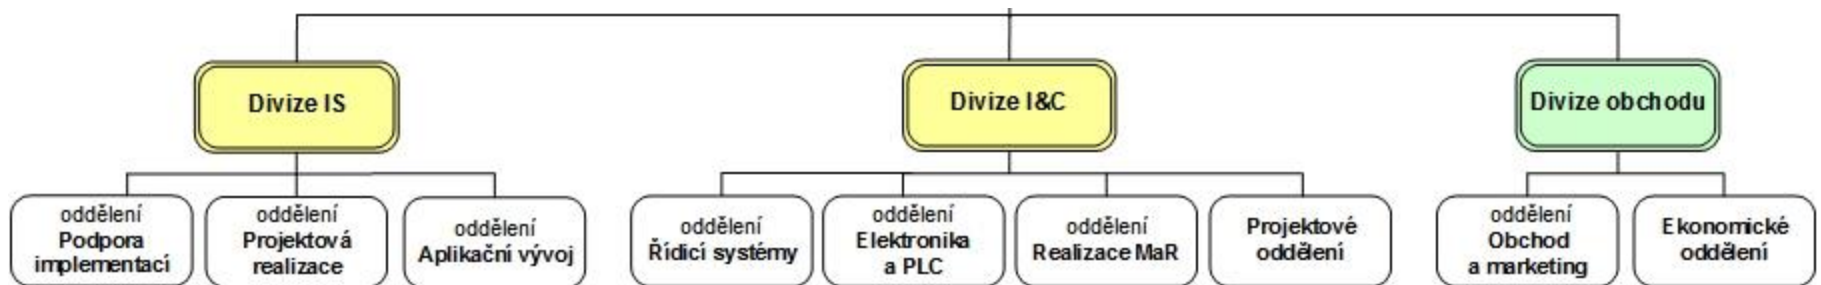 Divize IS
Divize I&C
Divize obchodu
oddělení
Podpora
implementací
oddělení
Projektová
realizace
oddělení
Aplikační vývoj
oddělení
Řídicí systémy
oddělení
Elektronika
a PLC
oddělení
Realizace MaR
Projektové
oddělení
oddělení
Obchod
a marketing
Ekonomické
oddělení